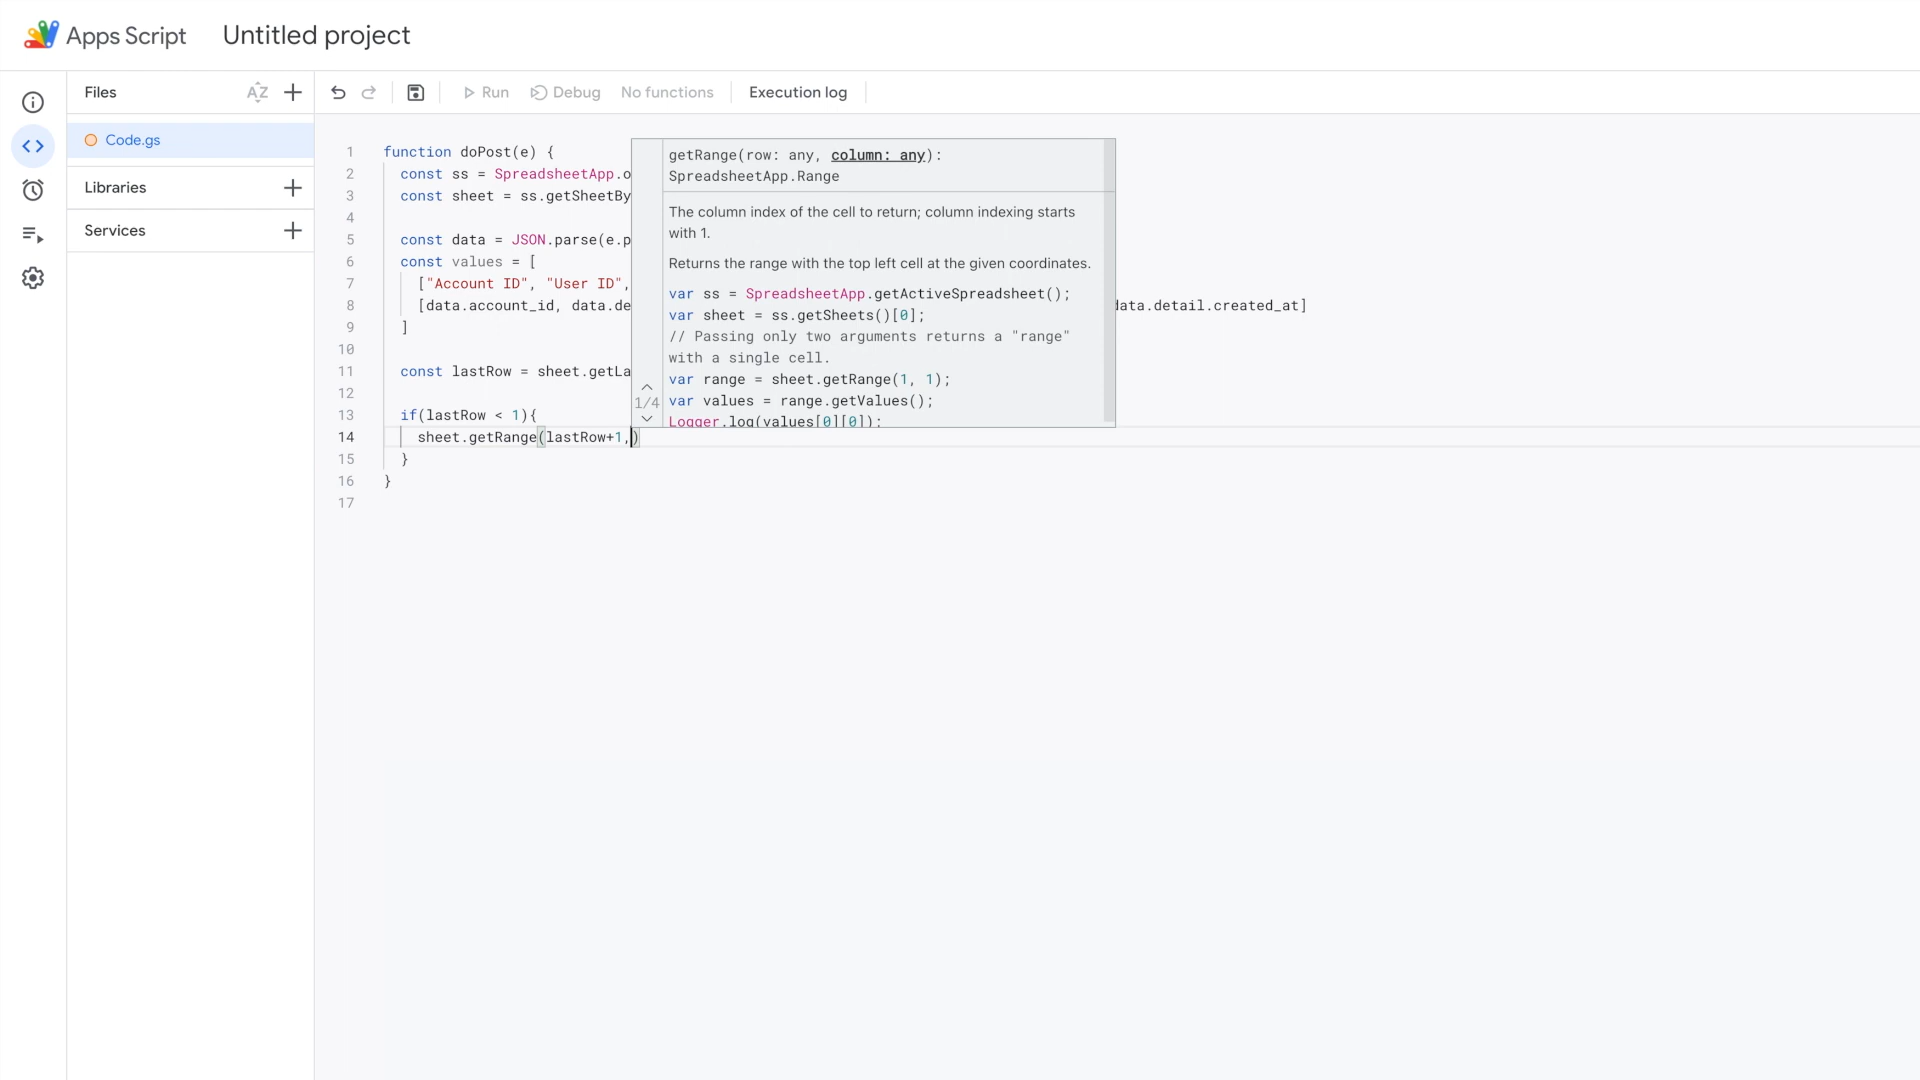 Apps Script Untitled project
Files AZ
Run Debug No functions Execution log
Code.gs
Libraries
Services
1 function doPost(e) {
2 const ss = SpreadsheetApp.o
3 const sheet = ss.getSheetBy
4
5 const data = JSON.parse(e.p
6 const values = [
7 ["Account ID", "User ID",
8 [data.account_id, data.de data.detail.created_at]
9 ]
10
11 const lastRow = sheet.getLa
12
13 if(lastRow < 1){
14 sheet.getRange(lastRow+1,)
15 }
16 }
17
getRange(row: any, column: any):
SpreadsheetApp.Range
The column index of the cell to return; column indexing starts
with 1.
Returns the range with the top left cell at the given coordinates.
var ss = SpreadsheetApp.getActiveSpreadsheet();
var sheet = ss.getSheets()[0];
// Passing only two arguments returns a "range"
with a single cell.
var range = sheet.getRange(1, 1);
1/4
var values = range.getValues();
Logger.log(values[0][0]);